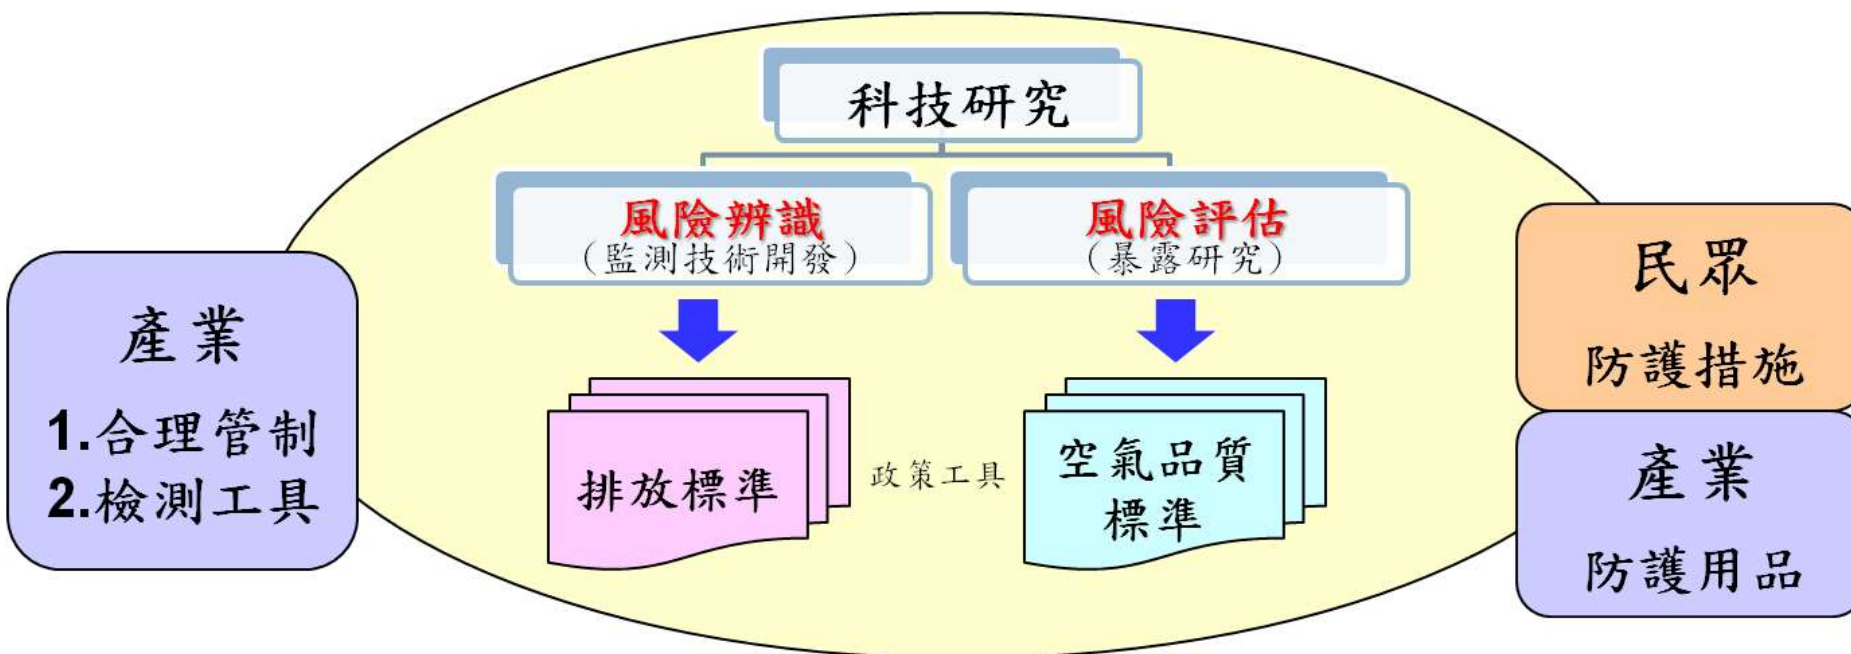 科技研究
風險辨識
(監測技術開發)
風險評估
(暴露研究)
產業
1.合理管制
2.檢測工具
排放標準
政策工具
空氣品質
標準
民眾
防護措施
產業
防護用品